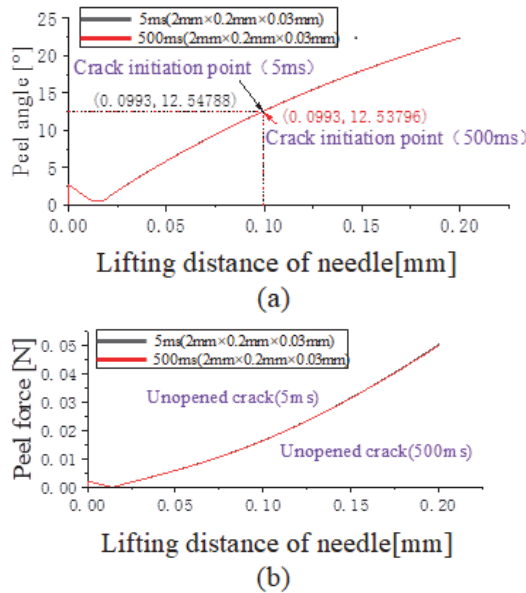 5ms(2mm×0.2mm×0.03mm)
500ms(2mm×0.2mm×0.03mm)
Peel angle [°]
25
20
15
10
5
0
Crack initiation point（5ms）
(0.0993, 12.54788)
(0.0993, 12.53796)
Crack initiation point（500ms）
0.00 0.05 0.10 0.15 0.20
Lifting distance of needle[mm]
(a)
5ms(2mm×0.2mm×0.03mm)
500ms(2mm×0.2mm×0.03mm)
Peel force [N]
0.05
0.04
0.03
0.02
0.01
0.00
Unopened crack(5ms)
Unopened crack(500ms)
0.00 0.05 0.10 0.15 0.20
Lifting distance of needle[mm]
(b)